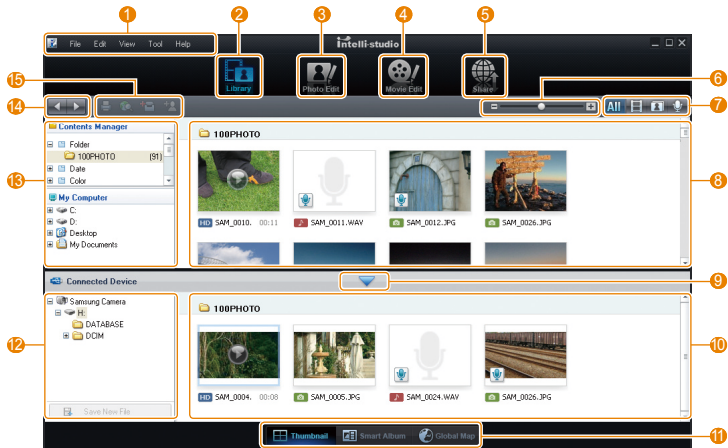 1 2 3 4 5
File Edit View Tool Help
intelli-studio
Library Photo Edit Movie Edit Share
6
15
14
7
All
Contents Manager
Folder
100PHOTO (91)
Date
Color
13
My Computer
C:
D:
Desktop
My Documents
100PHOTO
SAM_0010. 00:11
HD
SAM_0011.WAV
SAM_0012.JPG
SAM_0026.JPG
8
Connected Device
9
Samsung Camera
H:
DATABASE
DCIM
12
Save New File
100PHOTO
HD SAM_0004. 00:08
SAM_0005.JPG
SAM_0024.WAV
SAM_0026.JPG
10
Thumbnail Smart Album Global Map
11